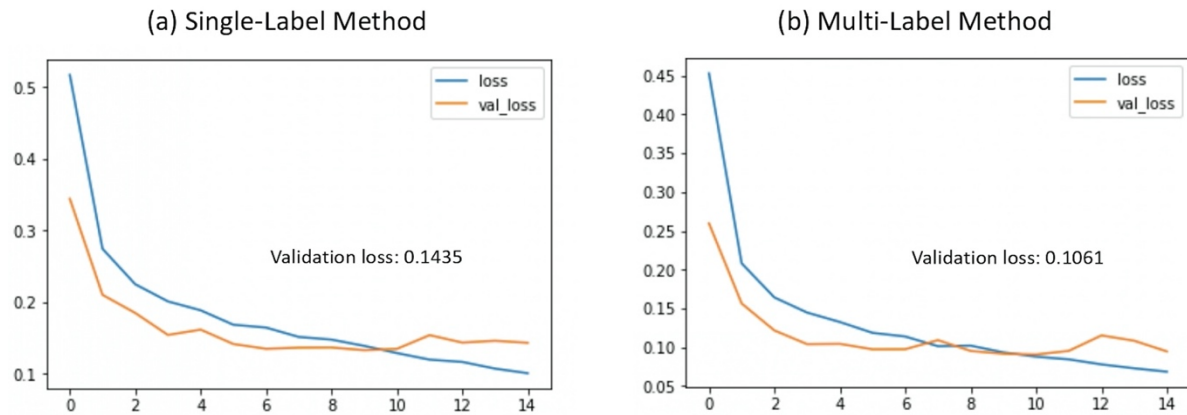 (a) Single-Label Method
loss
val_loss
0.5
0.4
0.3
0.2
0.1
Validation loss: 0.1435
0 2 4 6 8 10 12 14
(b) Multi-Label Method
loss
val_loss
0.45
0.40
0.35
0.30
0.25
0.20
0.15
0.10
0.05
Validation loss: 0.1061
0 2 4 6 8 10 12 14